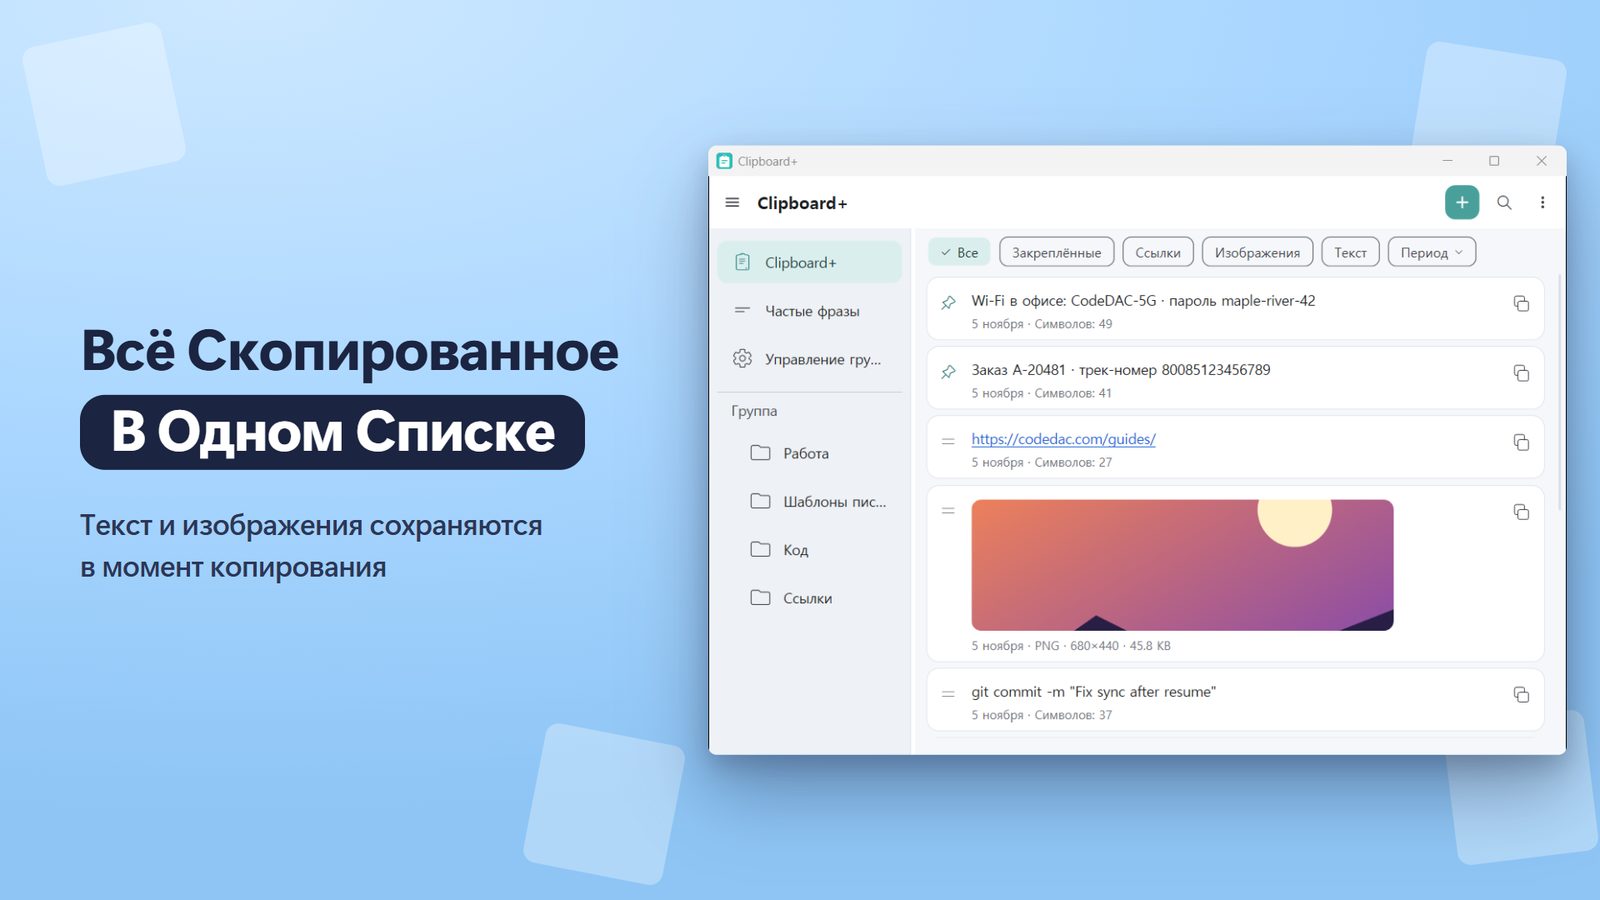 Всё Скопированное
В Одном Списке
Текст и изображения сохраняются
в момент копирования
Clipboard+
Clipboard+
Clipboard+
Частые фразы
Управление гру...
Группа
Работа
Шаблоны пис...
Код
Ссылки
Все
Закреплённые
Ссылки
Изображения
Текст
Период
Wi-Fi в офисе: CodeDAC-5G · пароль maple-river-42
5 ноября · Символов: 49
Заказ A-20481 · трек-номер 80085123456789
5 ноября · Символов: 41
https://codedac.com/guides/
5 ноября · Символов: 27
5 ноября · PNG · 680×440 · 45.8 KB
git commit -m "Fix sync after resume"
5 ноября · Символов: 37